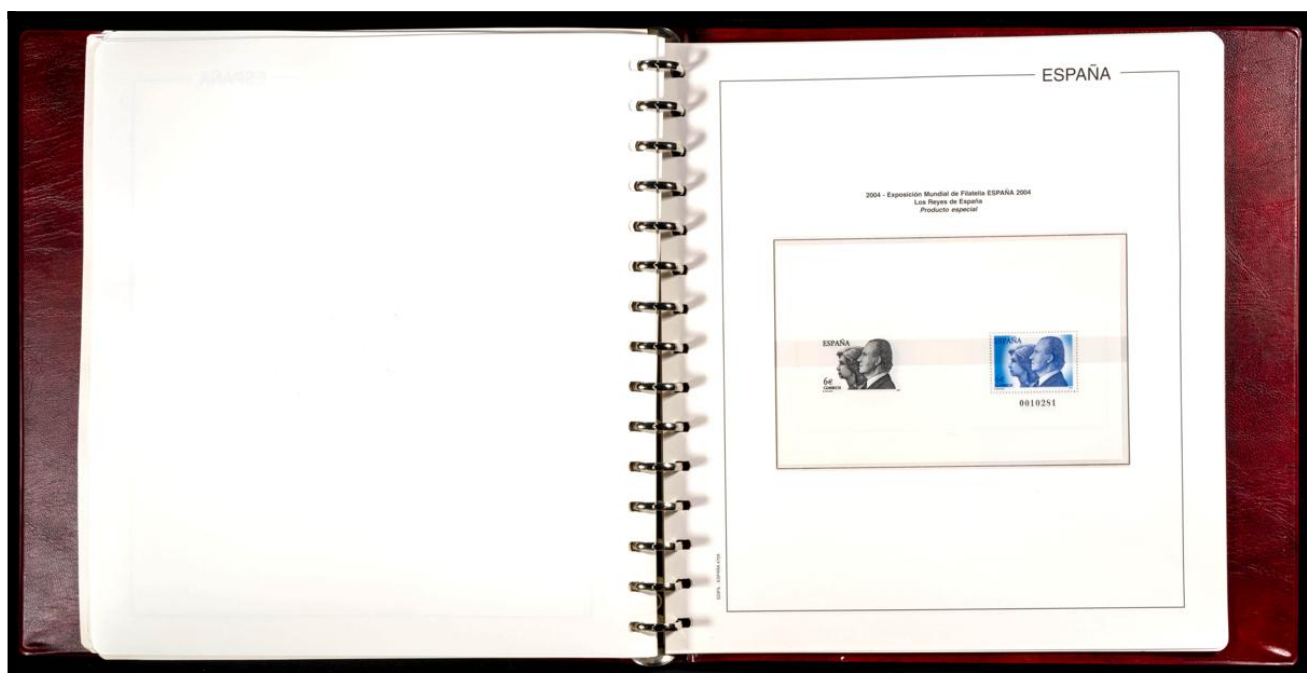 ESPAÑA
2004 - Exposición Mundial de Filatelia ESPAÑA 2004
Los Reyes de España
Producto especial
ESPAÑA
6€
CORREOS
ESPAÑA
0010281